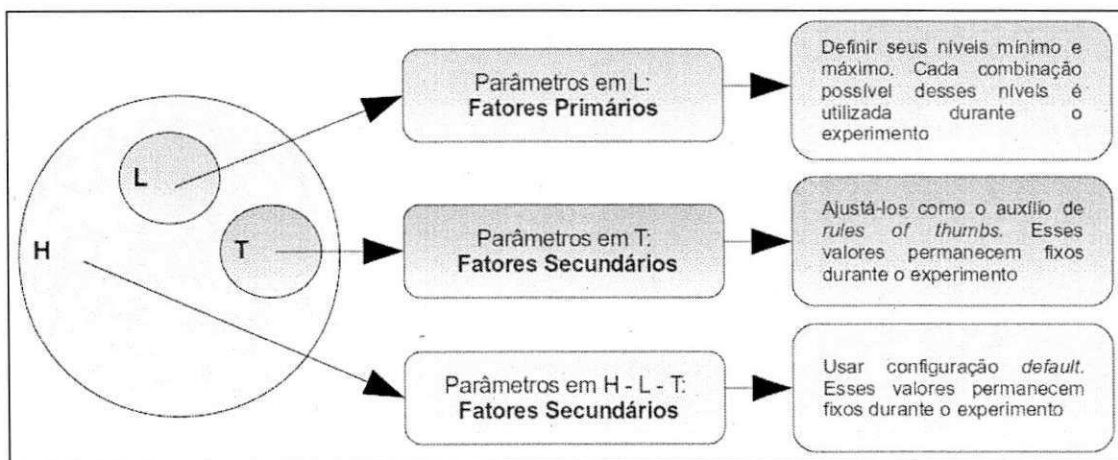 L
T
H
Parâmetros em L:
Fatores Primários
Definir seus níveis mínimo e
máximo. Cada combinação
possível desses níveis é
utilizada durante o
experimento
Parâmetros em T:
Fatores Secundários
Ajustá-los como o auxílio de
rules of thumbs. Esses
valores permanecem fixos
durante o experimento
Parâmetros em H - L - T:
Fatores Secundários
Usar configuração default.
Esses valores permanecem
fixos durante o experimento